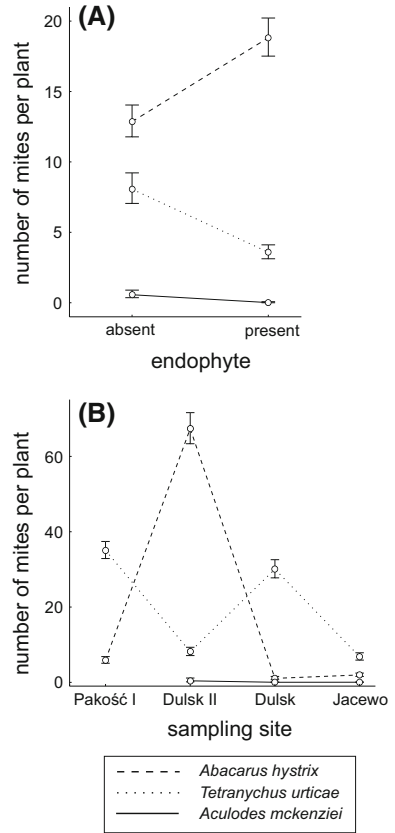 (A)
20
15
10
5
0
number of mites per plant
absent present
endophyte
(B)
60
40
20
0
number of mites per plant
Pakość I Dulsk II Dulsk Jacewo
sampling site
Abacarus hystrix
Tetranychus urticae
Aculodes mckenziei